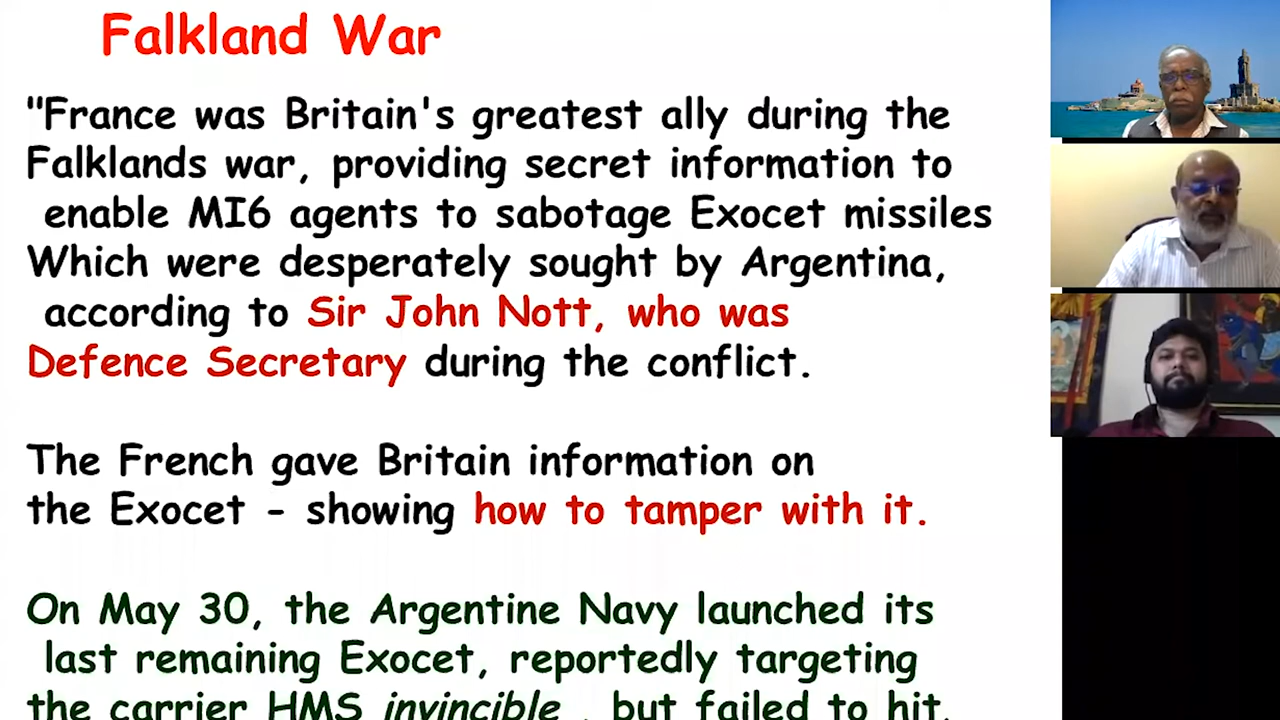 Falkland War
"France was Britain's greatest ally during the
Falklands war, providing secret information to
enable MI6 agents to sabotage Exocet missiles
Which were desperately sought by Argentina,
according to Sir John Nott, who was
Defence Secretary during the conflict.
The French gave Britain information on
the Exocet - showing how to tamper with it.
On May 30, the Argentine Navy launched its
last remaining Exocet, reportedly targeting
the carrier HMS invincible , but failed to hit.